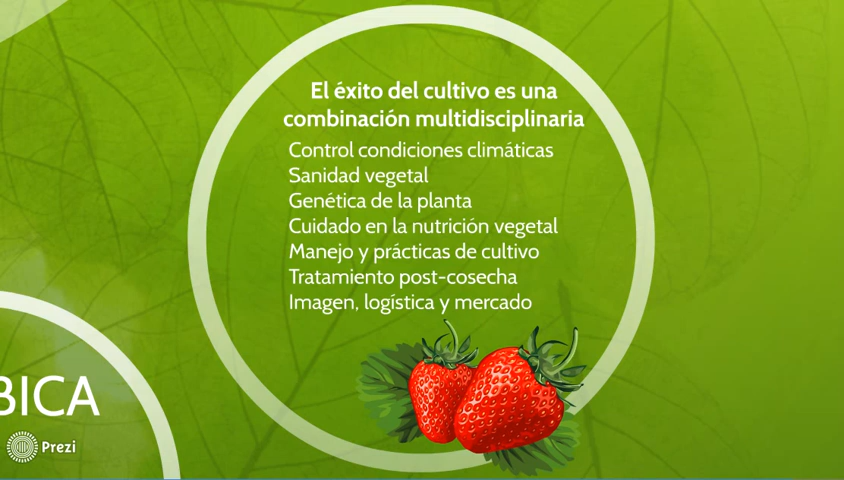 El éxito del cultivo es una
combinación multidisciplinaria
Control condiciones climáticas
Sanidad vegetal
Genética de la planta
Cuidado en la nutrición vegetal
Manejo y prácticas de cultivo
Tratamiento post-cosecha
Imagen, logística y mercado
BICA
Prezi